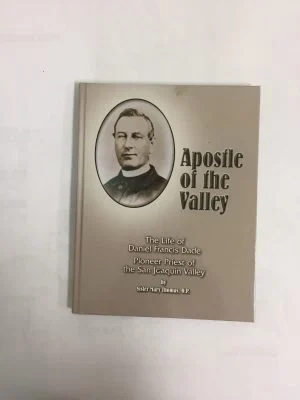 Apostle
of the
Valley
The Life of
Daniel Francis Dade
Pioneer Priest of
the San Joaquin Valley
by
Sister Mary Thomas, O.P.